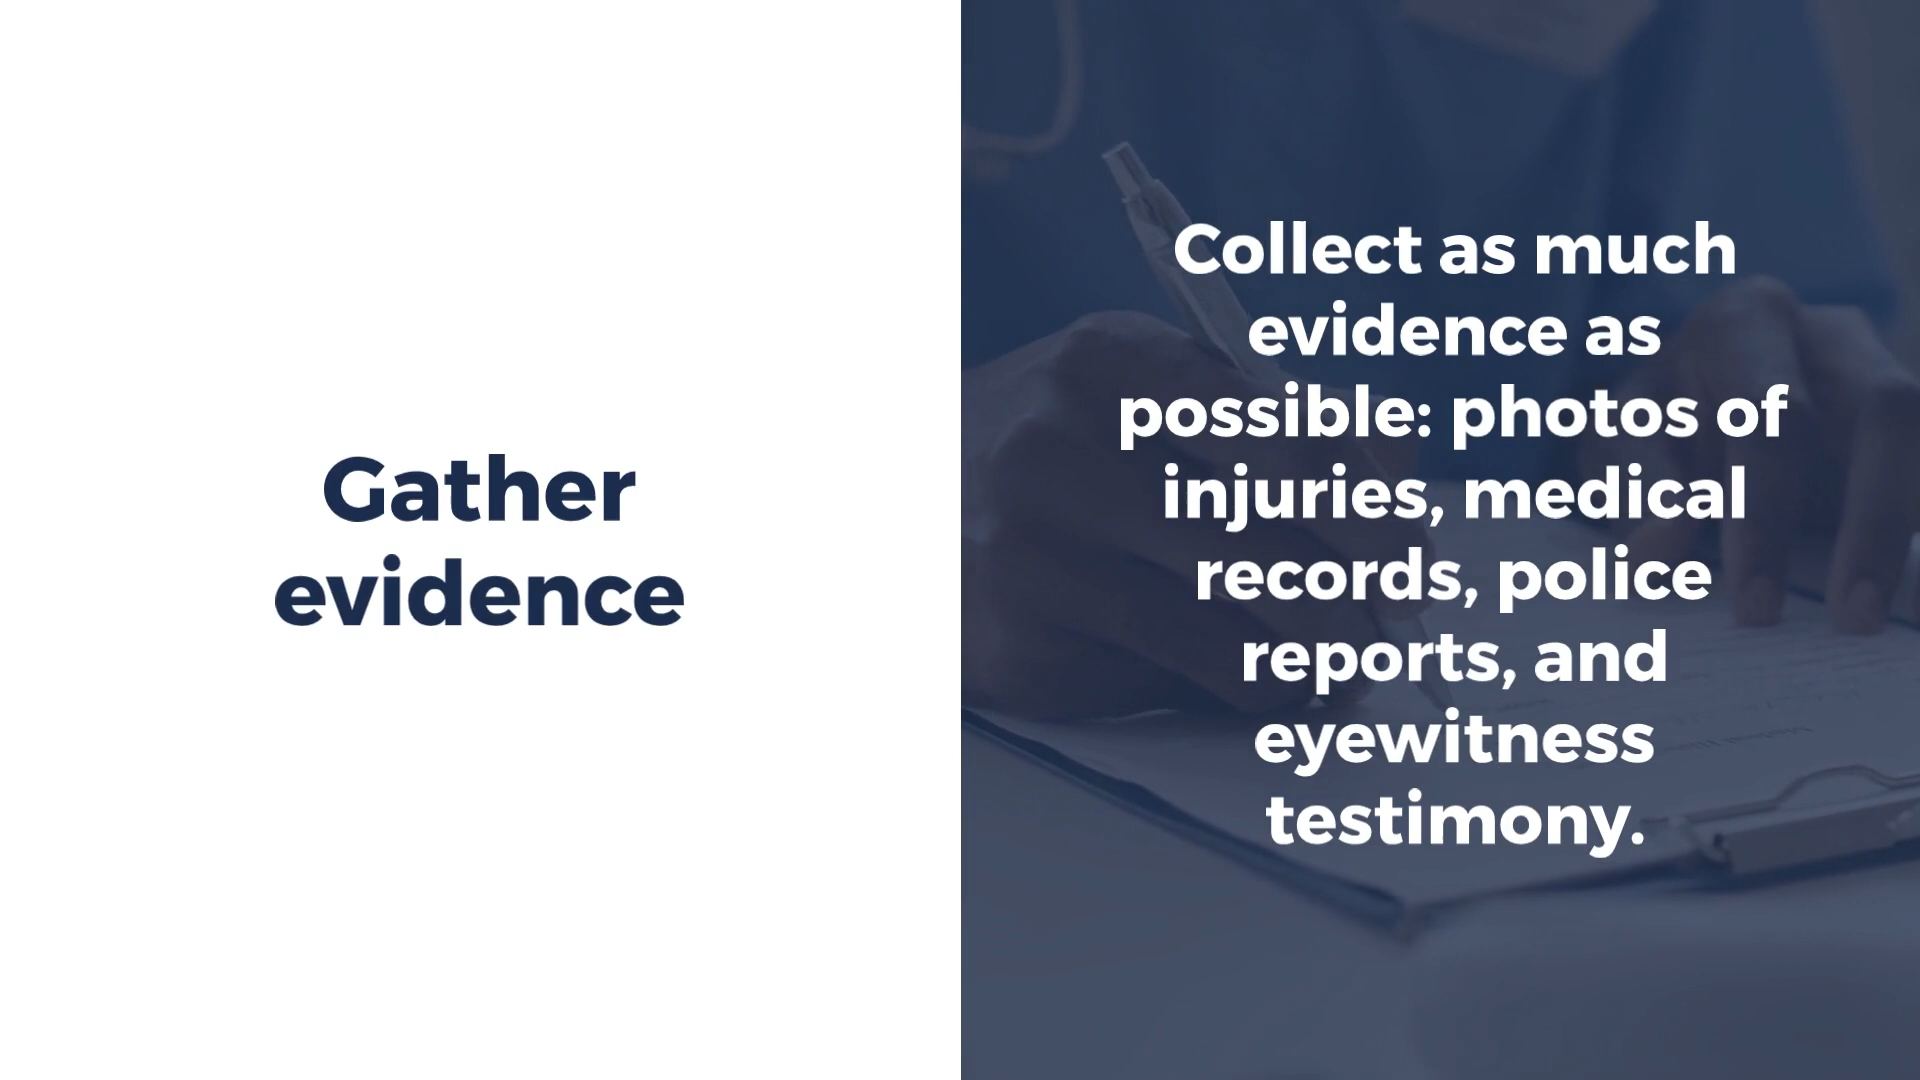 Gather
evidence
Collect as much
evidence as
possible: photos of
injuries, medical
records, police
reports, and
eyewitness
testimony.